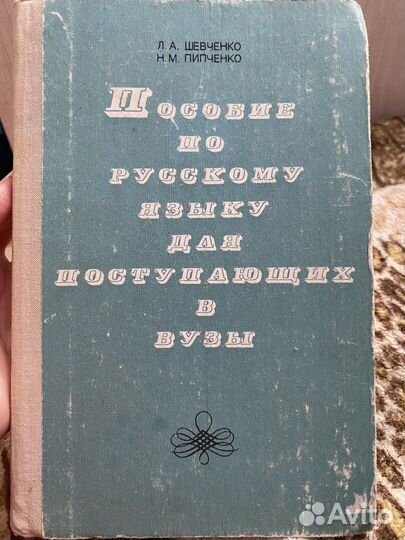 Л. А. ШЕВЧЕНКО
Н. М. ПИПЧЕНКО
ПОСОБИЕ
ПО
РУССКОМУ
ЯЗЫКУ
ДЛЯ
ПОСТУПАЮЩИХ
В
ВУЗЫ
Avito